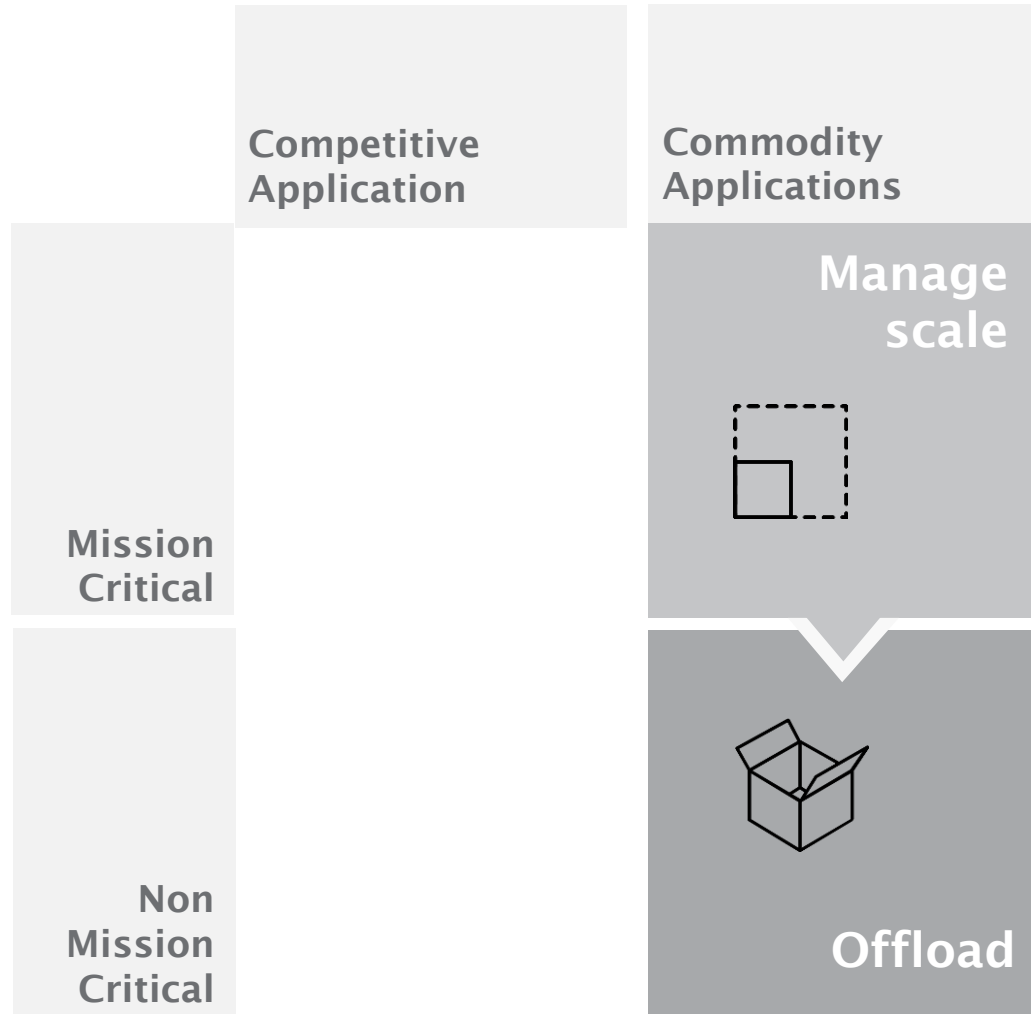 Competitive
Application
Commodity
Applications
Manage
scale
Mission
Critical
Non
Mission
Critical
Offload